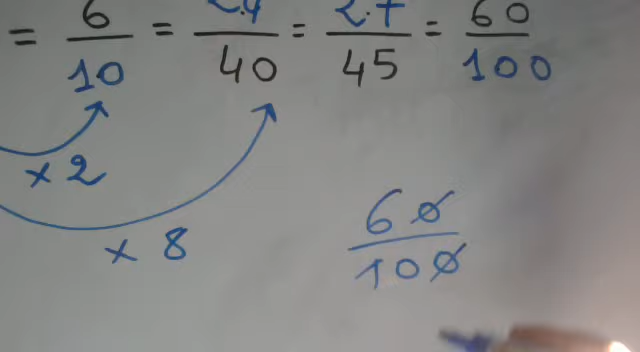 = 6/10 = 24/40 = 27/45 = 60/100
× 2
× 8
60/100